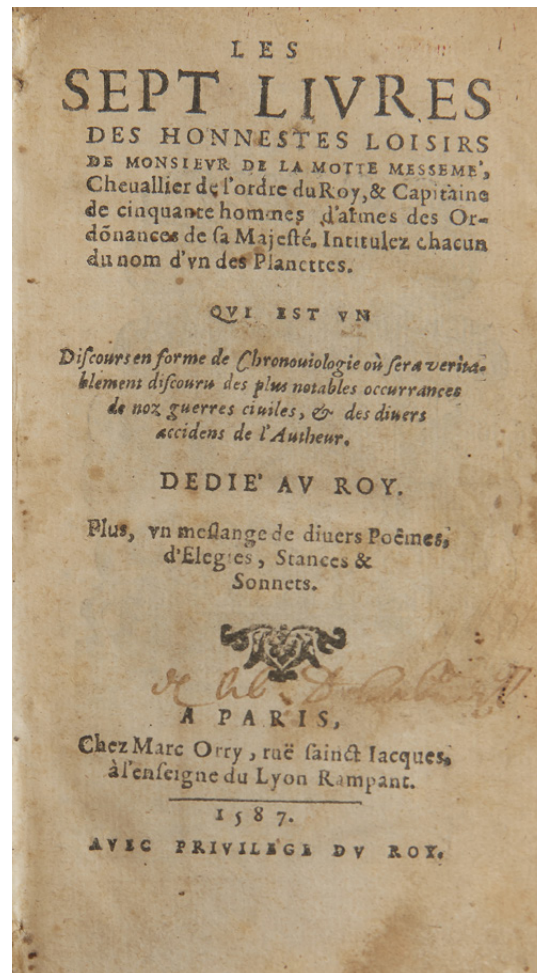 LES
SEPT LIVRES
DES HONNESTES LOISIRS
DE MONSIEVR DE LA MOTTE MESSEME',
Cheuallier de l'ordre du Roy, & Capitaine
de cinquante hommes d'armes des Or-
dõnances de sa Majesté. Intitulez chacun
du nom d'vn des Planettes.
QVI EST VN
Discours en forme de Chronouiologie où sera verita-
blement discouru des plus notables occurrances
de noz guerres ciuiles, & des diuers
accidens de l'Autheur.
DEDIE' AV ROY.
Plus, vn meslange de diuers Poêmes,
d'Elegies, Stances &
Sonnets.
A PARIS,
Chez Marc Orry, ruë sainct Iacques,
à l'enseigne du Lyon Rampant.
1587.
AVEC PRIVILEGE DV ROY.